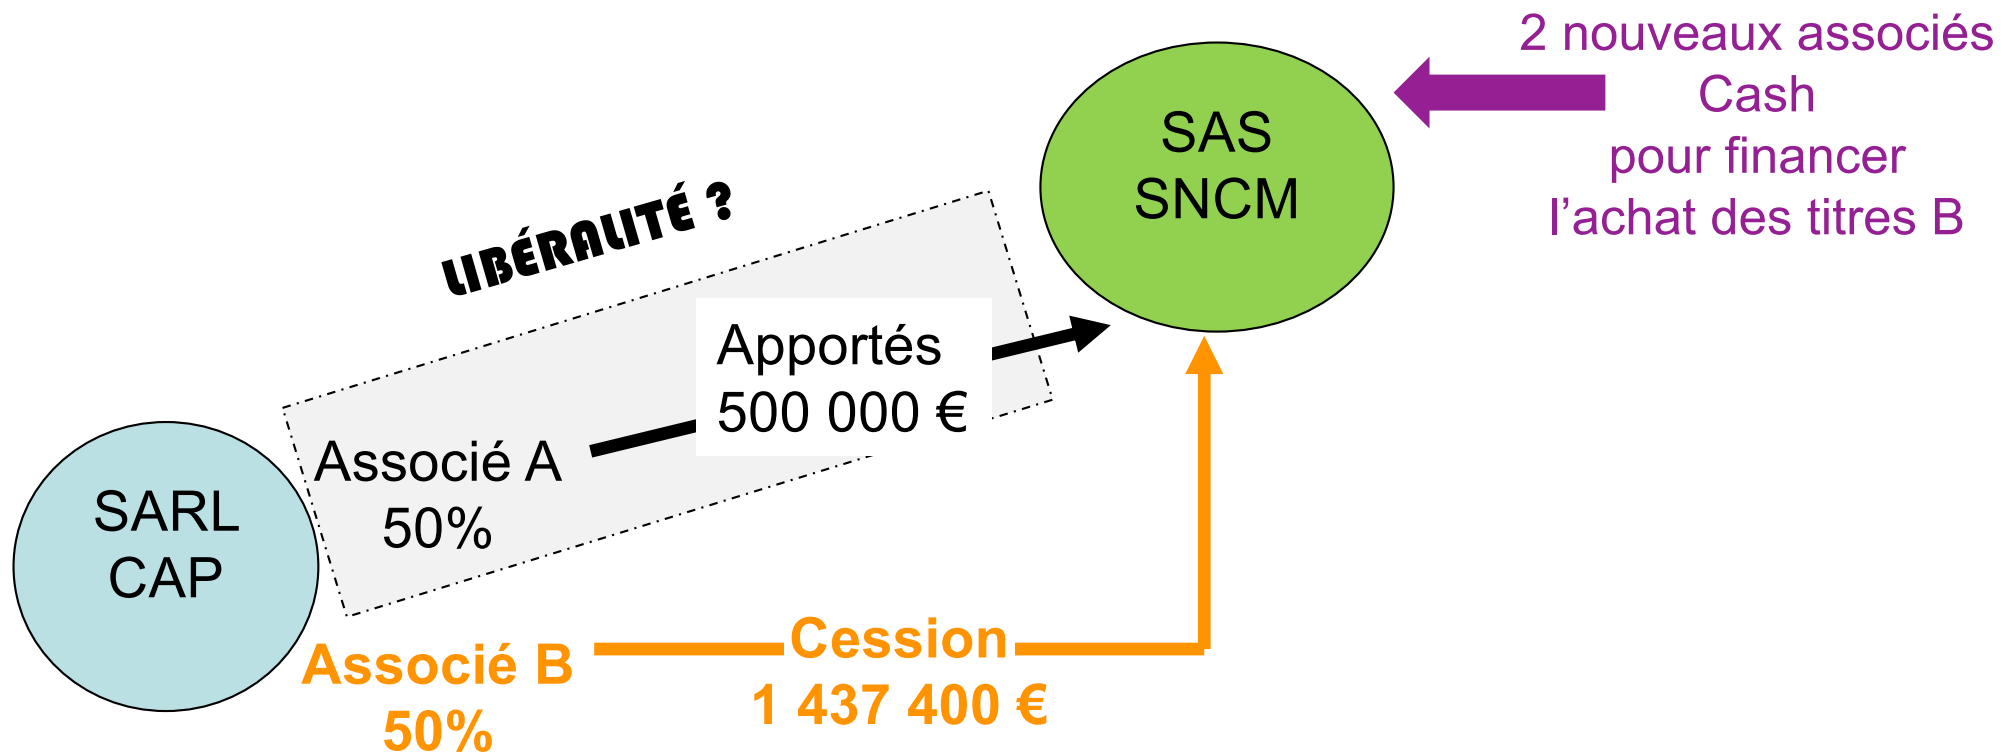 2 nouveaux associés
Cash
pour financer
l’achat des titres B
SAS
SNCM
LIBÉRALITÉ ?
Apportés
500 000 €
Associé A
50%
SARL
CAP
Associé B
50%
Cession
1 437 400 €